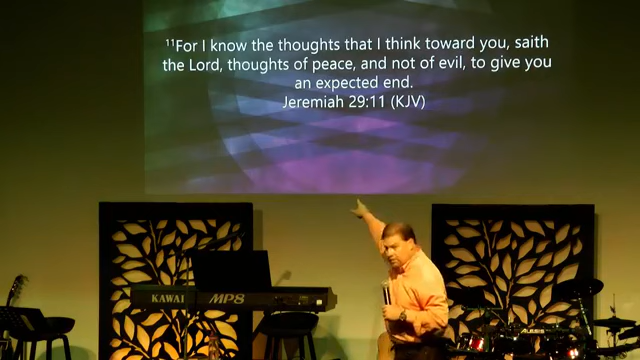 ¹¹For I know the thoughts that I think toward you, saith
the Lord, thoughts of peace, and not of evil, to give you
an expected end.
Jeremiah 29:11 (KJV)
KAWAI MP8
ALESIS